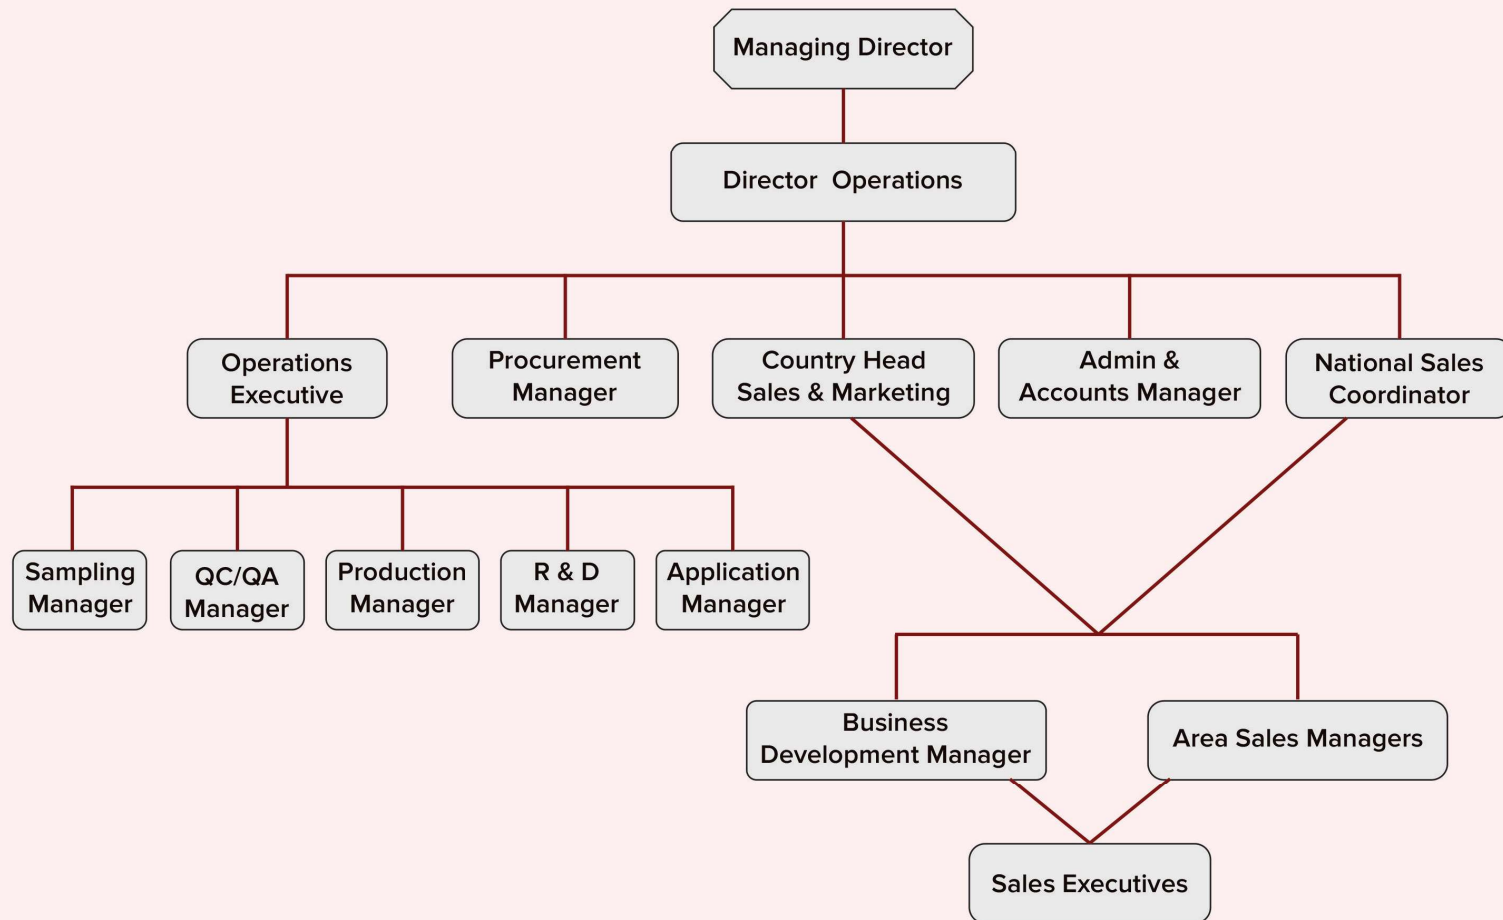 Managing Director
Director  Operations
Operations
Executive
Procurement
Manager
Country Head
Sales & Marketing
Admin &
Accounts Manager
National Sales
Coordinator
Sampling
Manager
QC/QA
Manager
Production
Manager
R & D
Manager
Application
Manager
Business
Development Manager
Area Sales Managers
Sales Executives